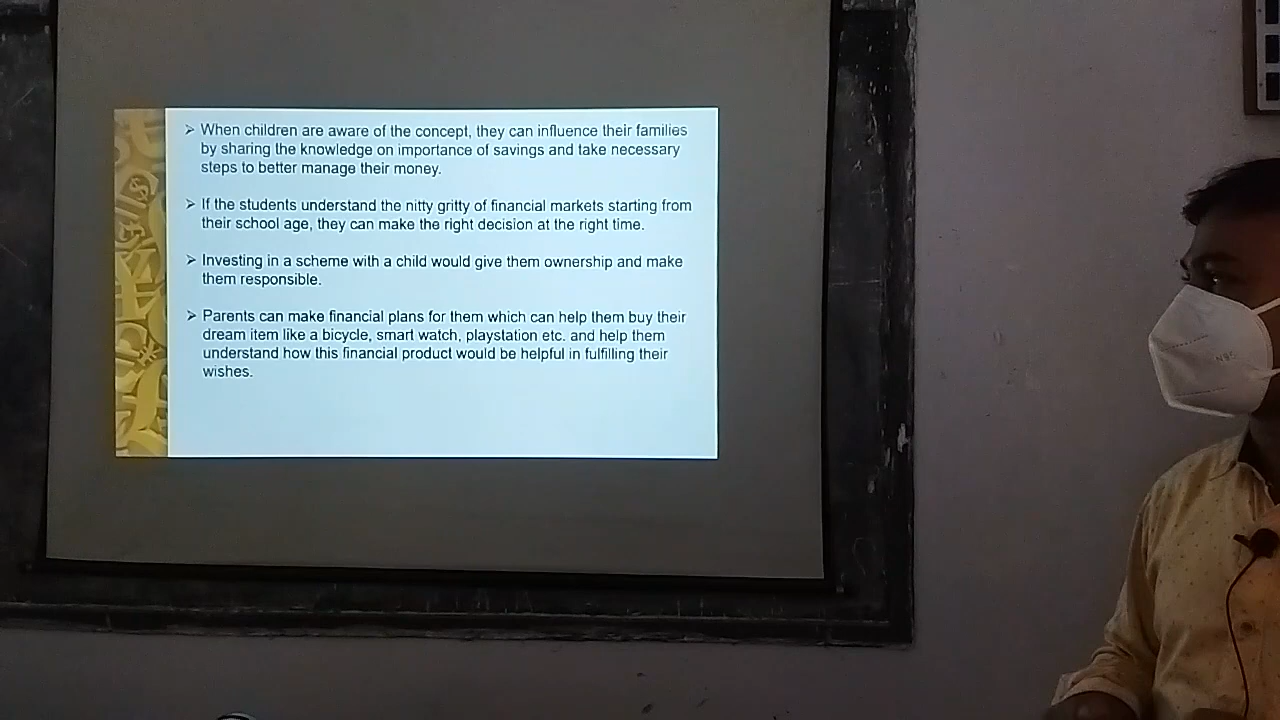 ➢ When children are aware of the concept, they can influence their families
by sharing the knowledge on importance of savings and take necessary
steps to better manage their money.
➢ If the students understand the nitty gritty of financial markets starting from
their school age, they can make the right decision at the right time.
➢ Investing in a scheme with a child would give them ownership and make
them responsible.
➢ Parents can make financial plans for them which can help them buy their
dream item like a bicycle, smart watch, playstation etc. and help them
understand how this financial product would be helpful in fulfilling their
wishes.
N95